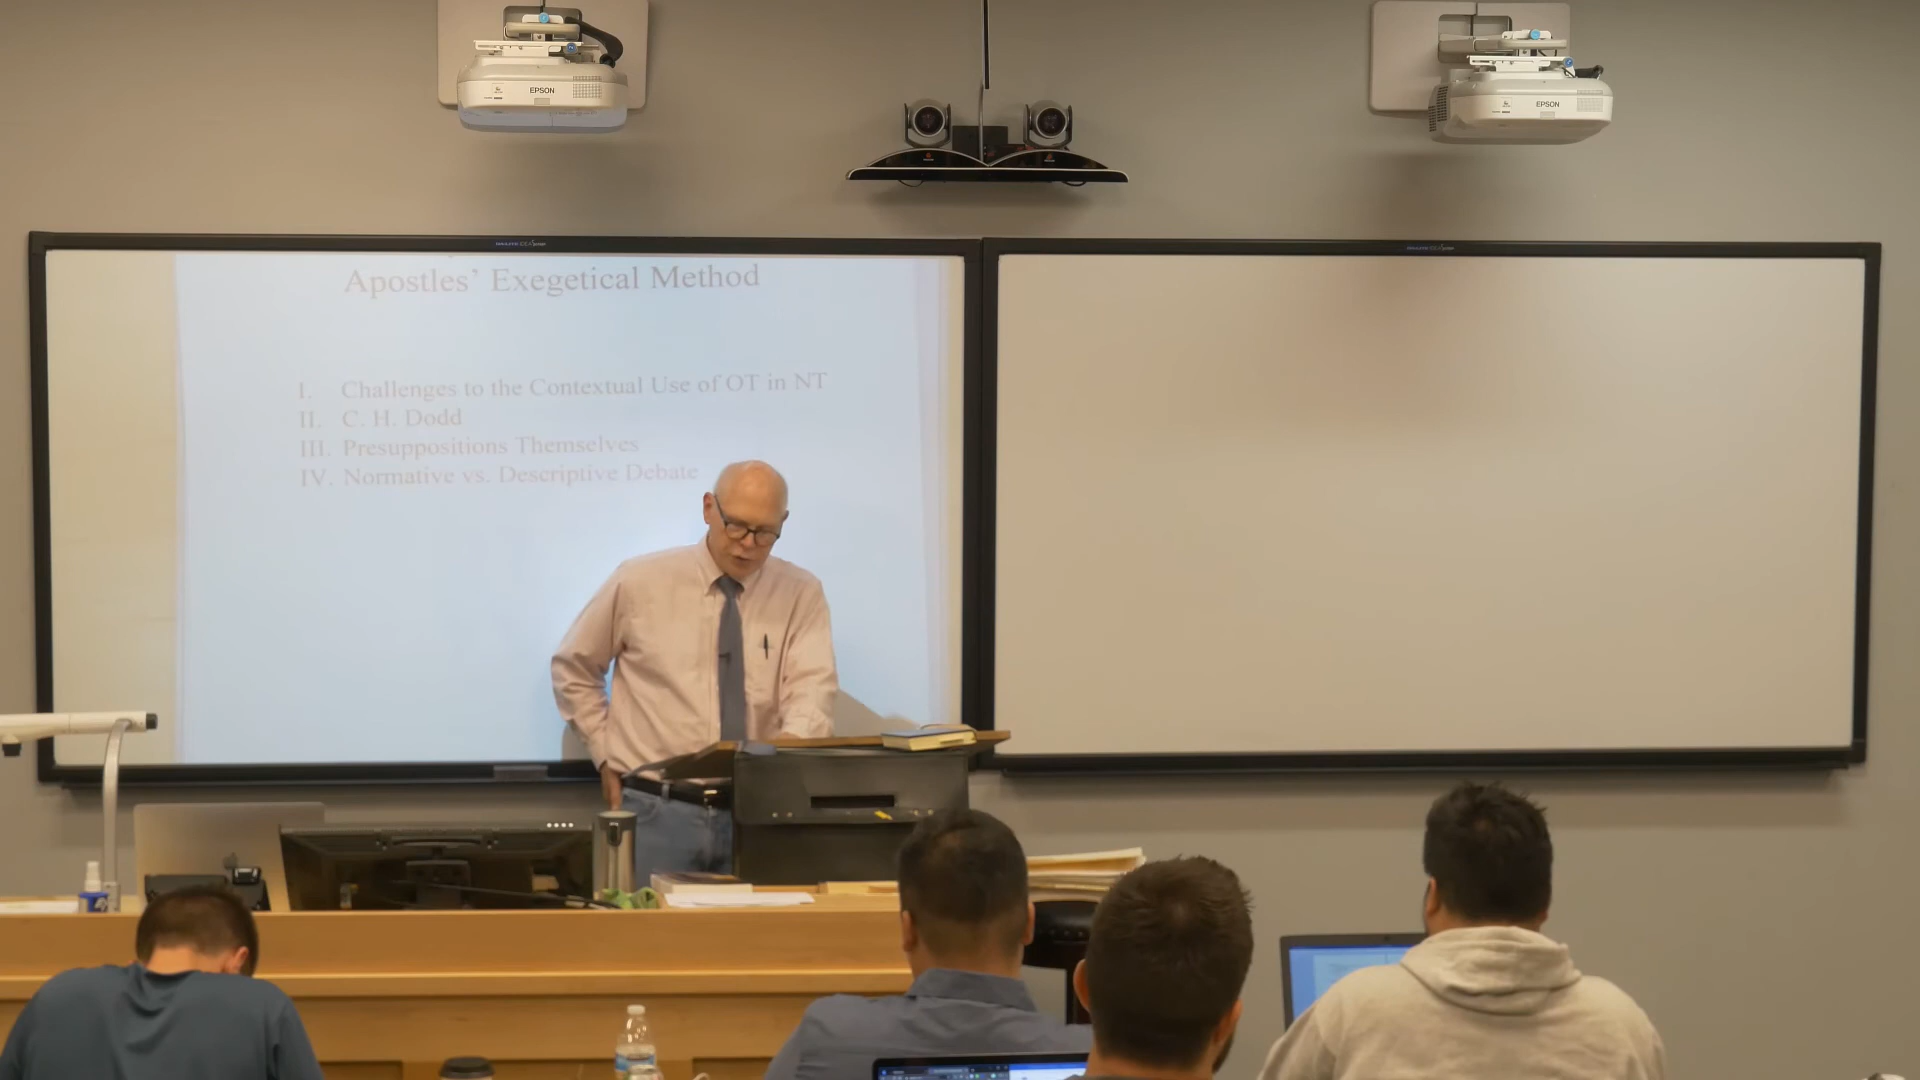 EPSON
EPSON
Apostles’ Exegetical Method
I. Challenges to the Contextual Use of OT in NT
II. C. H. Dodd
III. Presuppositions Themselves
IV. Normative vs. Descriptive Debate